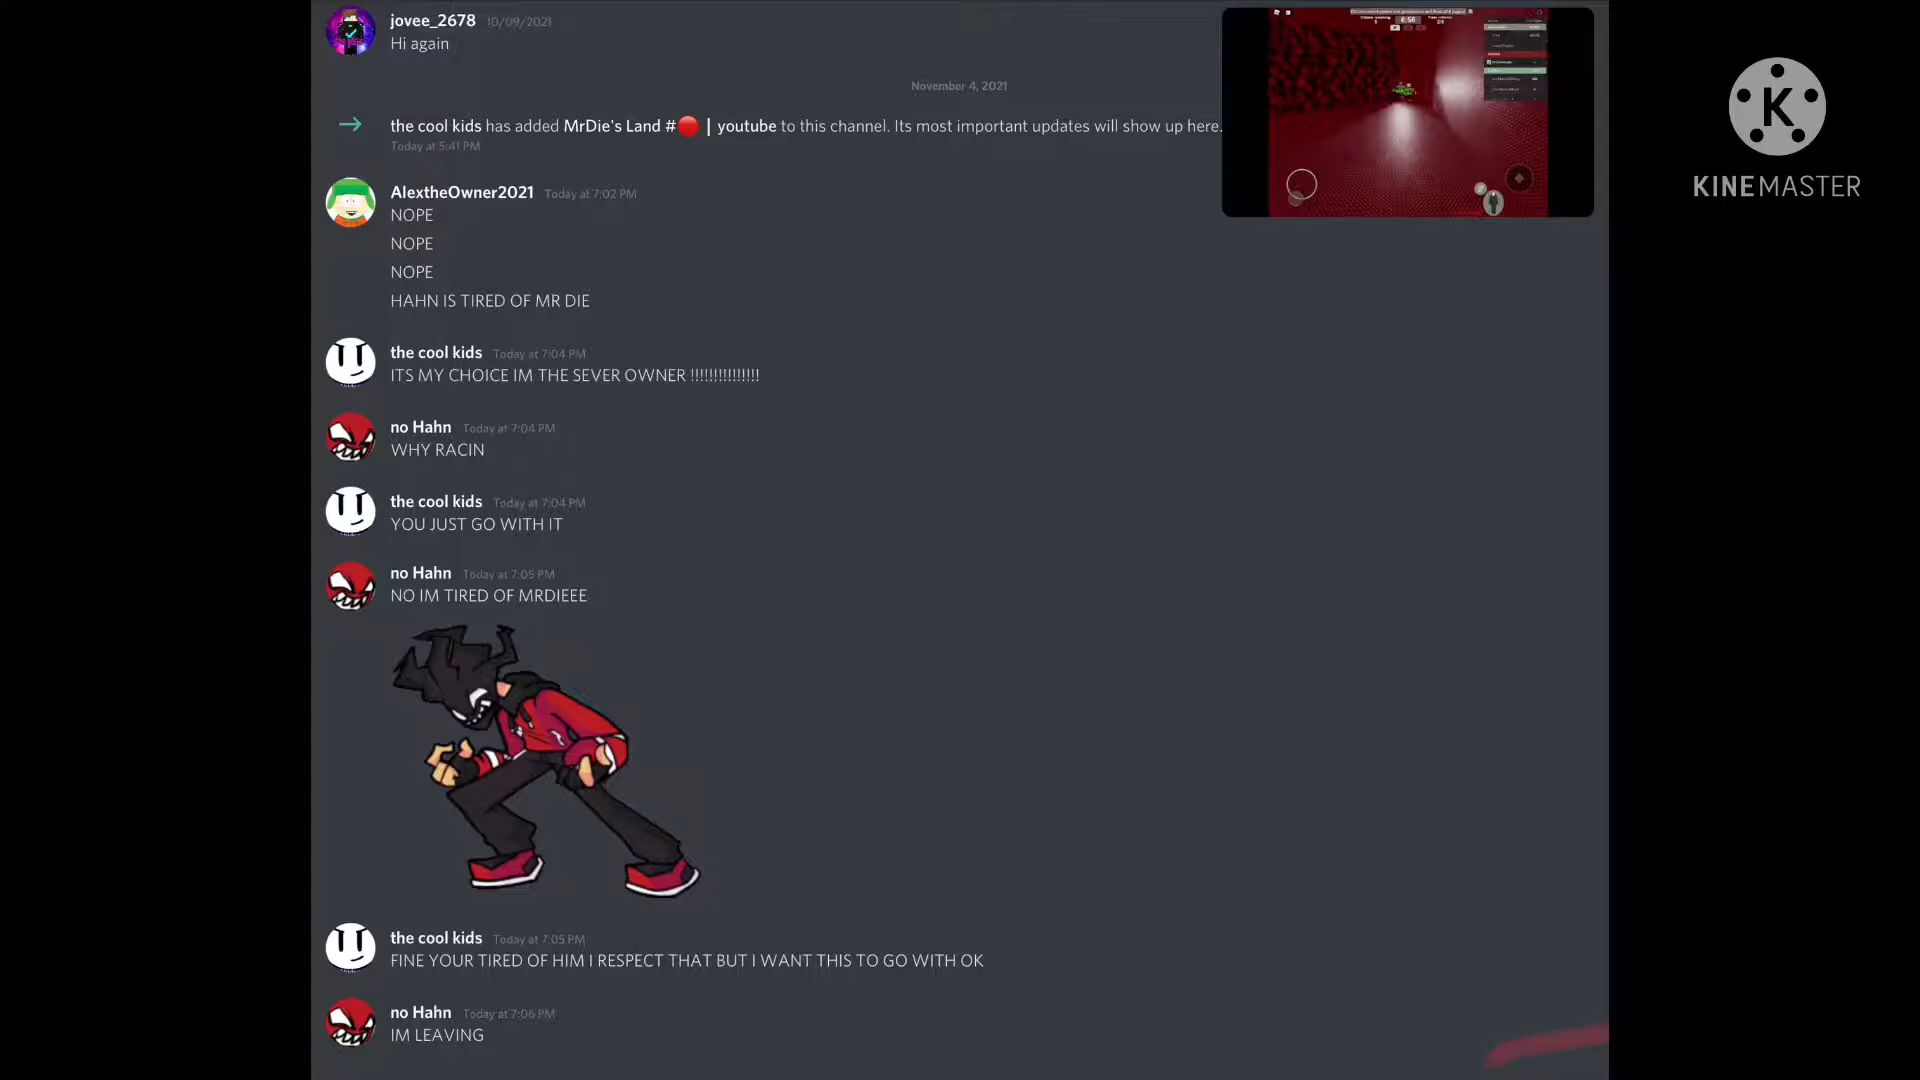 jovee_2678 10/09/2021
Hi again
November 4, 2021
the cool kids has added MrDie's Land #🔴 | youtube to this channel. Its most important updates will show up here.
Today at 5:41 PM
AlextheOwner2021 Today at 7:02 PM
NOPE
NOPE
NOPE
HAHN IS TIRED OF MR DIE
the cool kids Today at 7:04 PM
ITS MY CHOICE IM THE SEVER OWNER !!!!!!!!!!!!!!!
no Hahn Today at 7:04 PM
WHY RACIN
the cool kids Today at 7:04 PM
YOU JUST GO WITH IT
no Hahn Today at 7:05 PM
NO IM TIRED OF MRDIEEE
the cool kids Today at 7:05 PM
FINE YOUR TIRED OF HIM I RESPECT THAT BUT I WANT THIS TO GO WITH OK
no Hahn Today at 7:06 PM
IM LEAVING
6:56
K
KINEMASTER